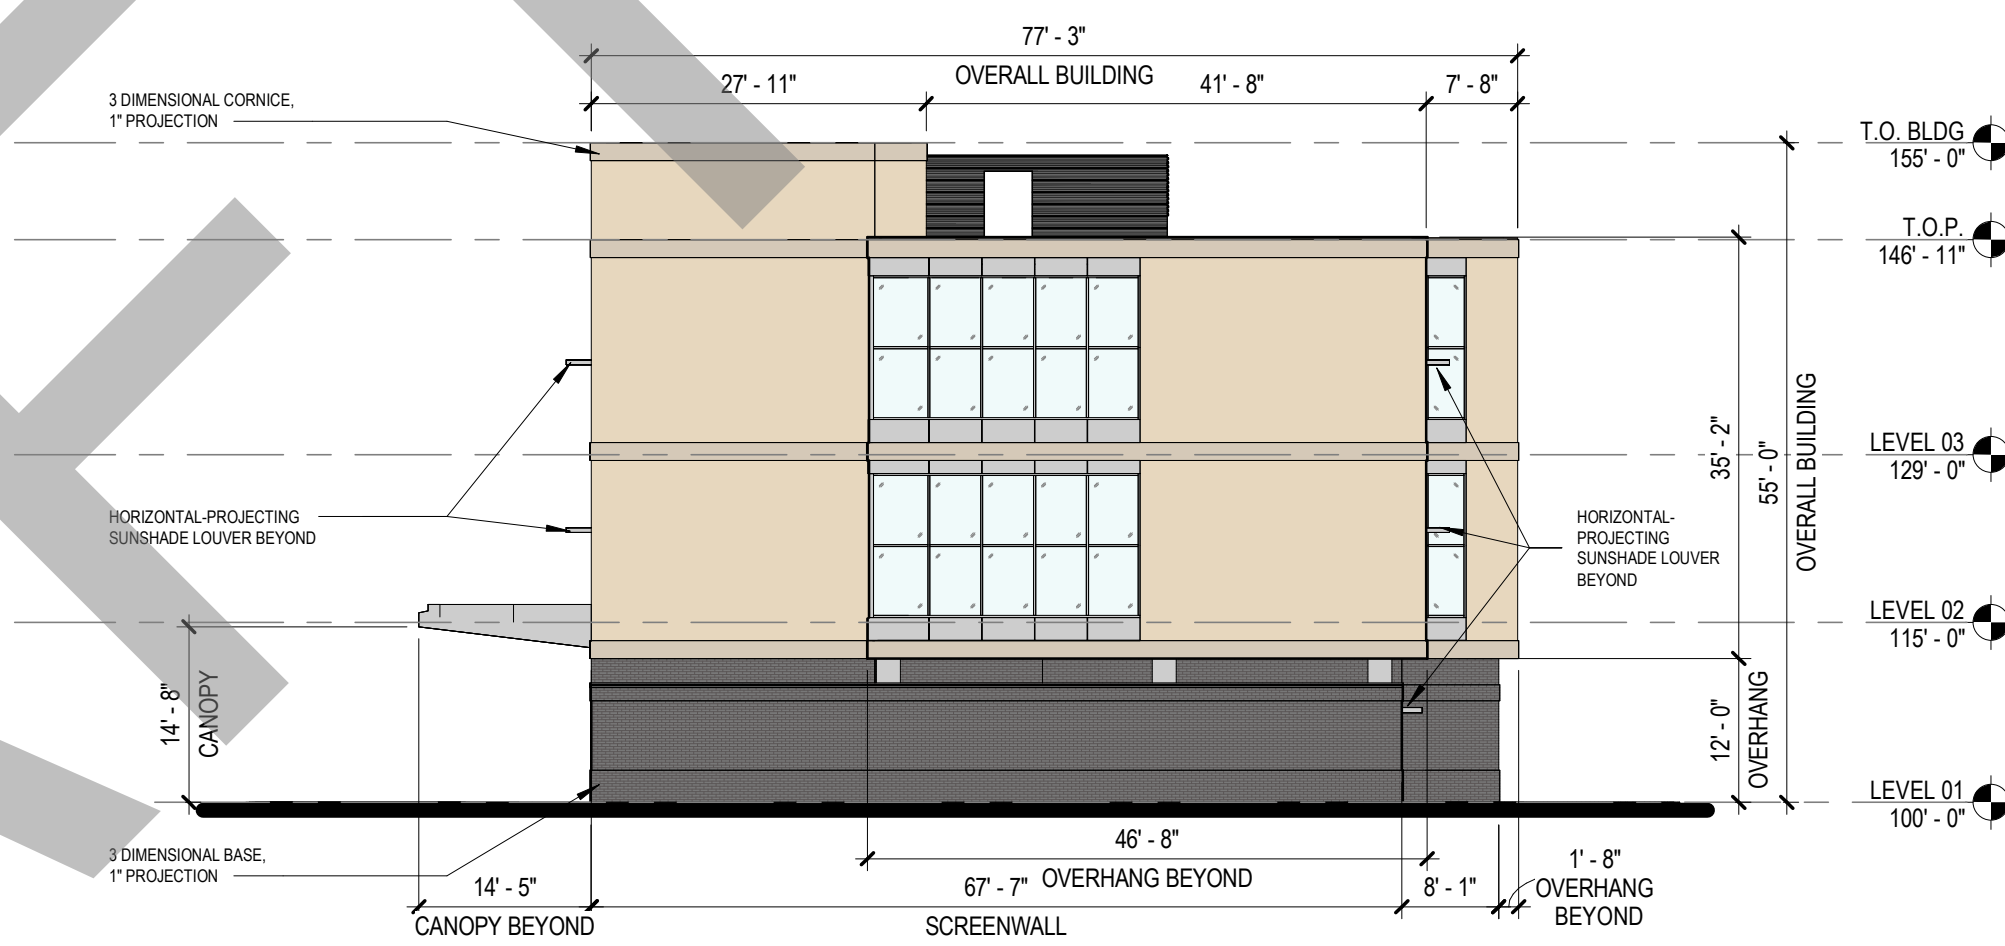 77' - 3"
OVERALL BUILDING
27' - 11"
41' - 8"
7' - 8"
3 DIMENSIONAL CORNICE,
1" PROJECTION
T.O. BLDG
155' - 0"
T.O.P.
146' - 11"
LEVEL 03
129' - 0"
LEVEL 02
115' - 0"
LEVEL 01
100' - 0"
35' - 2"
55' - 0"
OVERALL BUILDING
HORIZONTAL-PROJECTING
SUNSHADE LOUVER BEYOND
HORIZONTAL-
PROJECTING
SUNSHADE LOUVER
BEYOND
14' - 8"
CANOPY
12' - 0"
OVERHANG
3 DIMENSIONAL BASE,
1" PROJECTION
46' - 8"
OVERHANG BEYOND
14' - 5"
CANOPY BEYOND
67' - 7"
SCREENWALL
8' - 1"
1' - 8"
OVERHANG
BEYOND